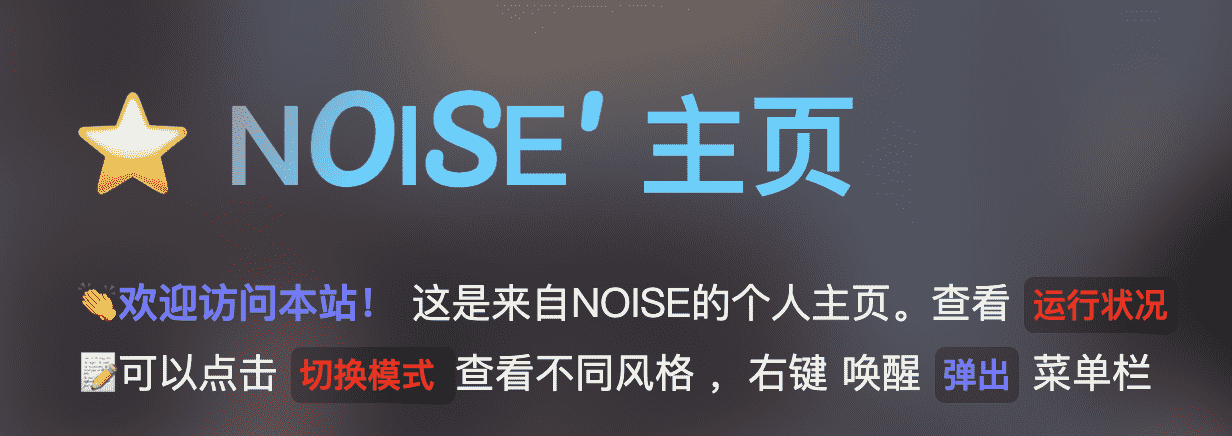 ⭐ NOISE' 主页
👏欢迎访问本站！ 这是来自NOISE的个人主页。查看 运行状况
📝可以点击 切换模式 查看不同风格 ，右键 唤醒 弹出 菜单栏